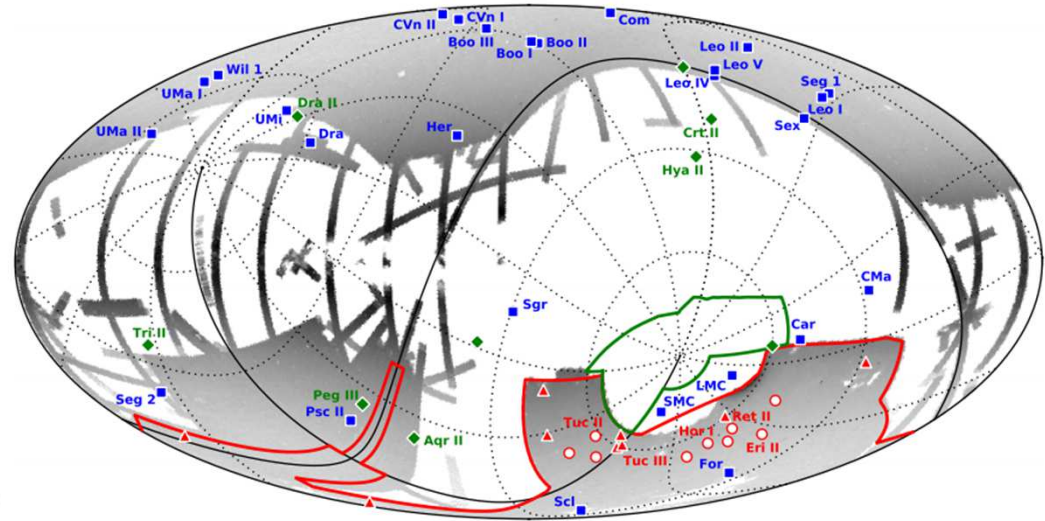 CVn II
CVn I
Com
Boo III
Boo I
Boo II
Leo II
Leo V
Leo IV
Wil 1
UMa I
Seg 1
Leo I
Dra II
UMi
Sex
UMa II
Dra
Her
Crt II
Hya II
CMa
Sgr
Car
Tri II
Seg 2
Peg III
Psc II
LMC
SMC
Tuc II
Ret II
Hor I
Aqr II
Eri II
Tuc III
For
Scl